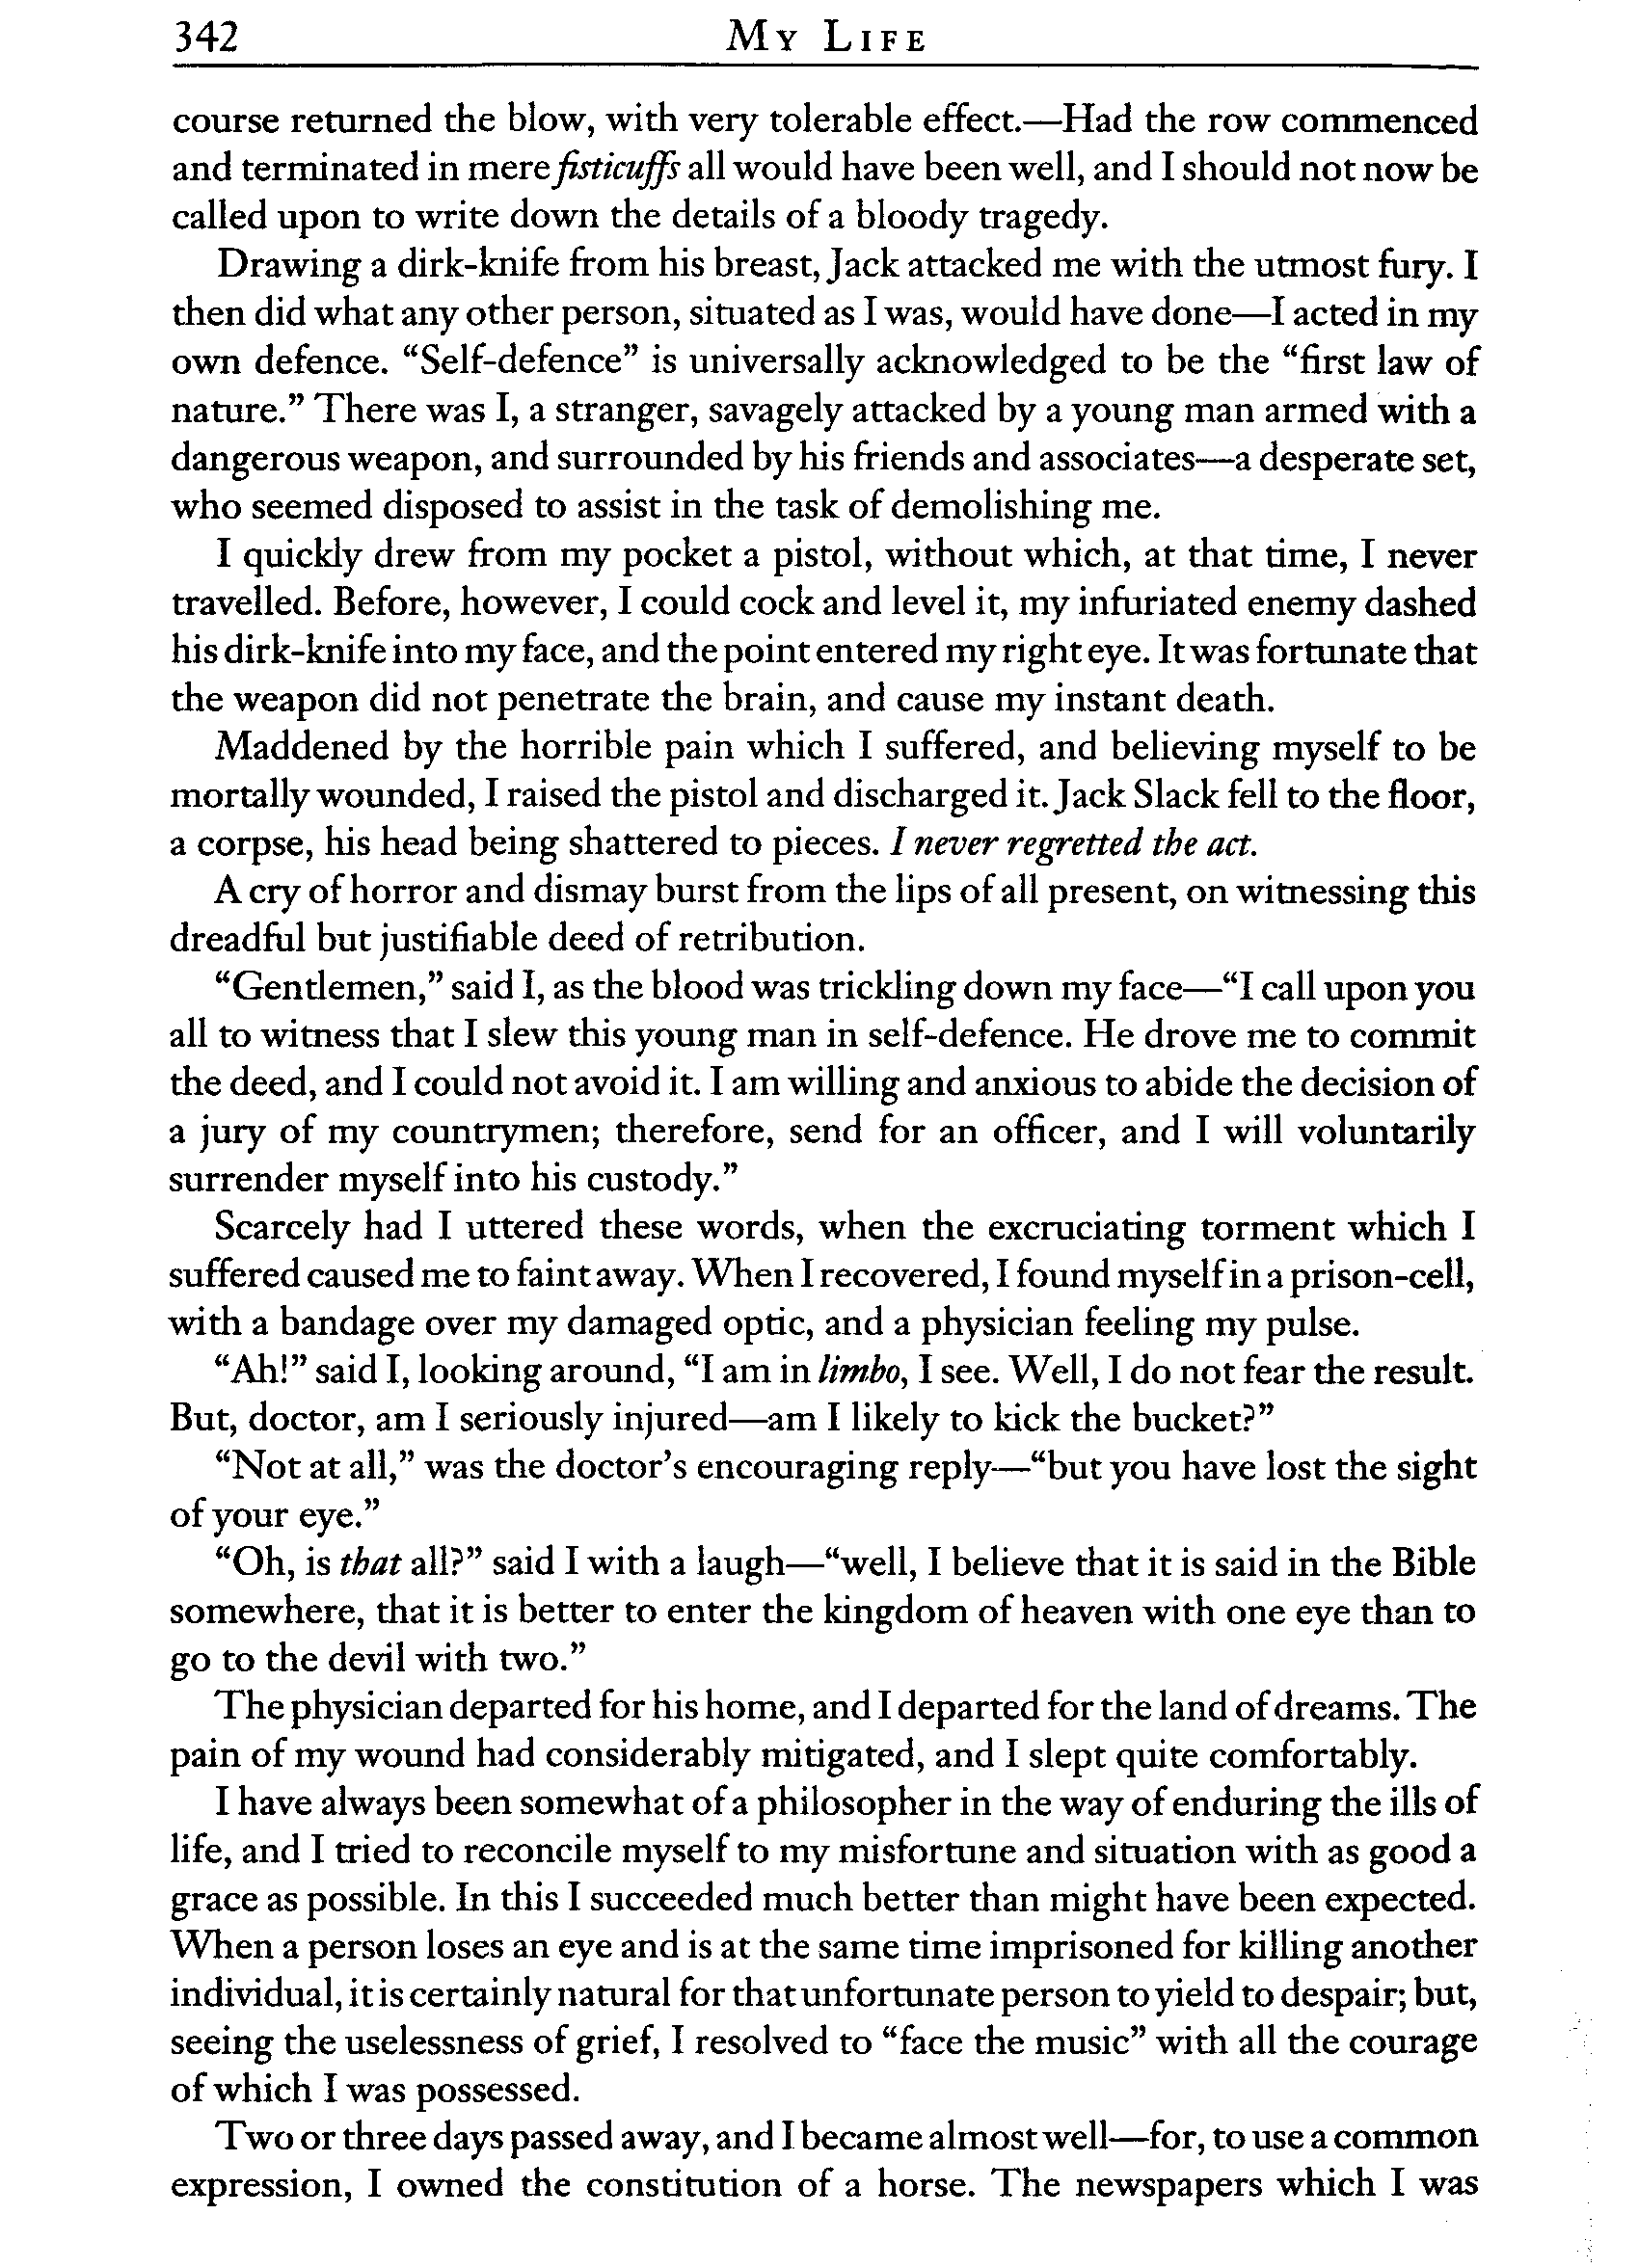 342
My Life
course returned the blow, with very tolerable effect.—Had the row commenced
and terminated in mere fisticuffs all would have been well, and I should not now be
called upon to write down the details of a bloody tragedy.
Drawing a dirk-knife from his breast, Jack attacked me with the utmost fury. I
then did what any other person, situated as I was, would have done—I acted in my
own defence. “Self-defence” is universally acknowledged to be the “first law of
nature.” There was I, a stranger, savagely attacked by a young man armed with a
dangerous weapon, and surrounded by his friends and associates—a desperate set,
who seemed disposed to assist in the task of demolishing me.
I quickly drew from my pocket a pistol, without which, at that time, I never
travelled. Before, however, I could cock and level it, my infuriated enemy dashed
his dirk-knife into my face, and the point entered my right eye. It was fortunate that
the weapon did not penetrate the brain, and cause my instant death.
Maddened by the horrible pain which I suffered, and believing myself to be
mortally wounded, I raised the pistol and discharged it. Jack Slack fell to the floor,
a corpse, his head being shattered to pieces. I never regretted the act.
A cry of horror and dismay burst from the lips of all present, on witnessing this
dreadful but justifiable deed of retribution.
“Gentlemen,” said I, as the blood was trickling down my face—“I call upon you
all to witness that I slew this young man in self-defence. He drove me to commit
the deed, and I could not avoid it. I am willing and anxious to abide the decision of
a jury of my countrymen; therefore, send for an officer, and I will voluntarily
surrender myself into his custody.”
Scarcely had I uttered these words, when the excruciating torment which I
suffered caused me to faint away. When I recovered, I found myself in a prison-cell,
with a bandage over my damaged optic, and a physician feeling my pulse.
“Ah!” said I, looking around, “I am in limbo, I see. Well, I do not fear the result.
But, doctor, am I seriously injured—am I likely to kick the bucket?”
“Not at all,” was the doctor’s encouraging reply—“but you have lost the sight
of your eye.”
“Oh, is that all?” said I with a laugh—“well, I believe that it is said in the Bible
somewhere, that it is better to enter the kingdom of heaven with one eye than to
go to the devil with two.”
The physician departed for his home, and I departed for the land of dreams. The
pain of my wound had considerably mitigated, and I slept quite comfortably.
I have always been somewhat of a philosopher in the way of enduring the ills of
life, and I tried to reconcile myself to my misfortune and situation with as good a
grace as possible. In this I succeeded much better than might have been expected.
When a person loses an eye and is at the same time imprisoned for killing another
individual, it is certainly natural for that unfortunate person to yield to despair; but,
seeing the uselessness of grief, I resolved to “face the music” with all the courage
of which I was possessed.
Two or three days passed away, and I became almost well—for, to use a common
expression, I owned the constitution of a horse. The newspapers which I was